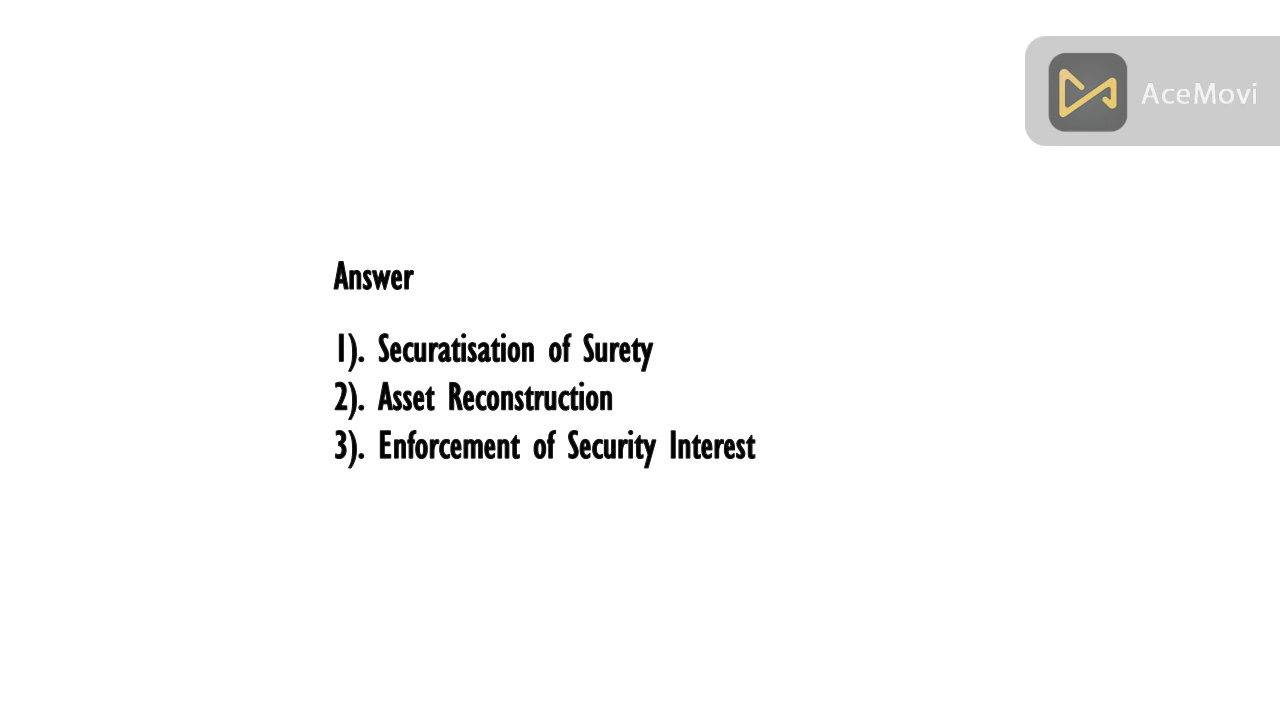 AceMovi
Answer
1). Securatisation of Surety
2). Asset Reconstruction
3). Enforcement of Security Interest